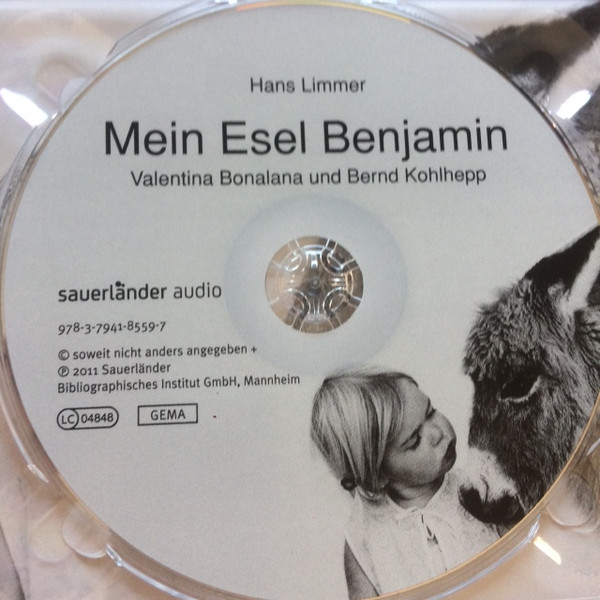 Hans Limmer
Mein Esel Benjamin
Valentina Bonalana und Bernd Kohlhepp
sauerländer audio
978-3-7941-8559-7
© soweit nicht anders angegeben +
℗ 2011 Sauerländer
Bibliographisches Institut GmbH, Mannheim
LC 04848 GEMA -